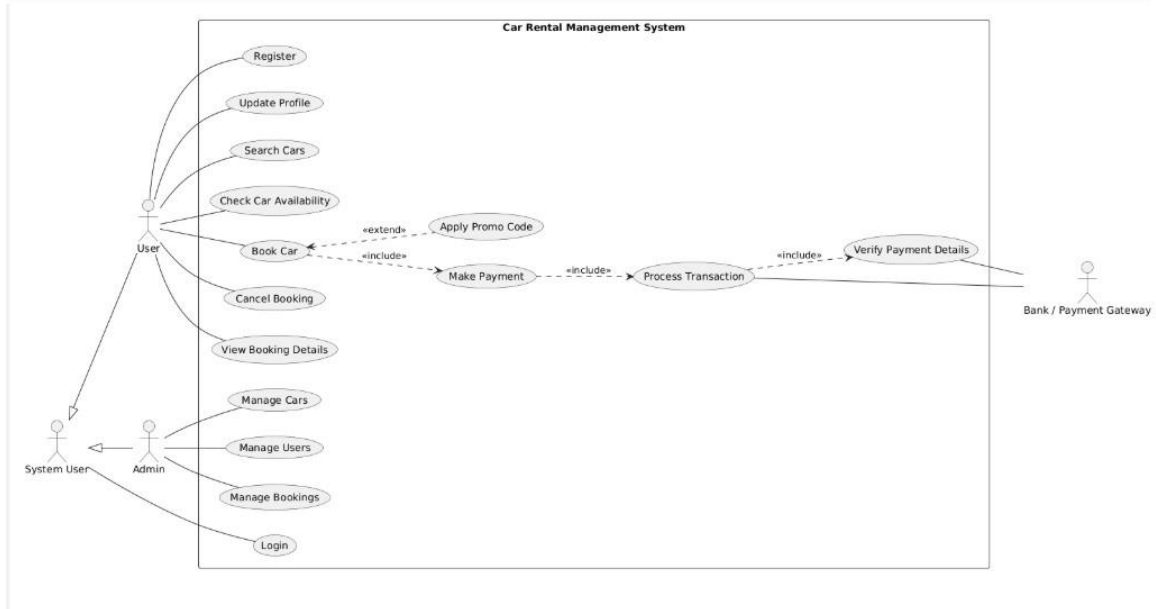 Car Rental Management System
Register
Update Profile
Search Cars
Check Car Availability
User
Book Car
«extend»
Apply Promo Code
«include»
Make Payment
«include»
Process Transaction
«include»
Verify Payment Details
Bank / Payment Gateway
Cancel Booking
View Booking Details
Manage Cars
System User
Admin
Manage Users
Manage Bookings
Login